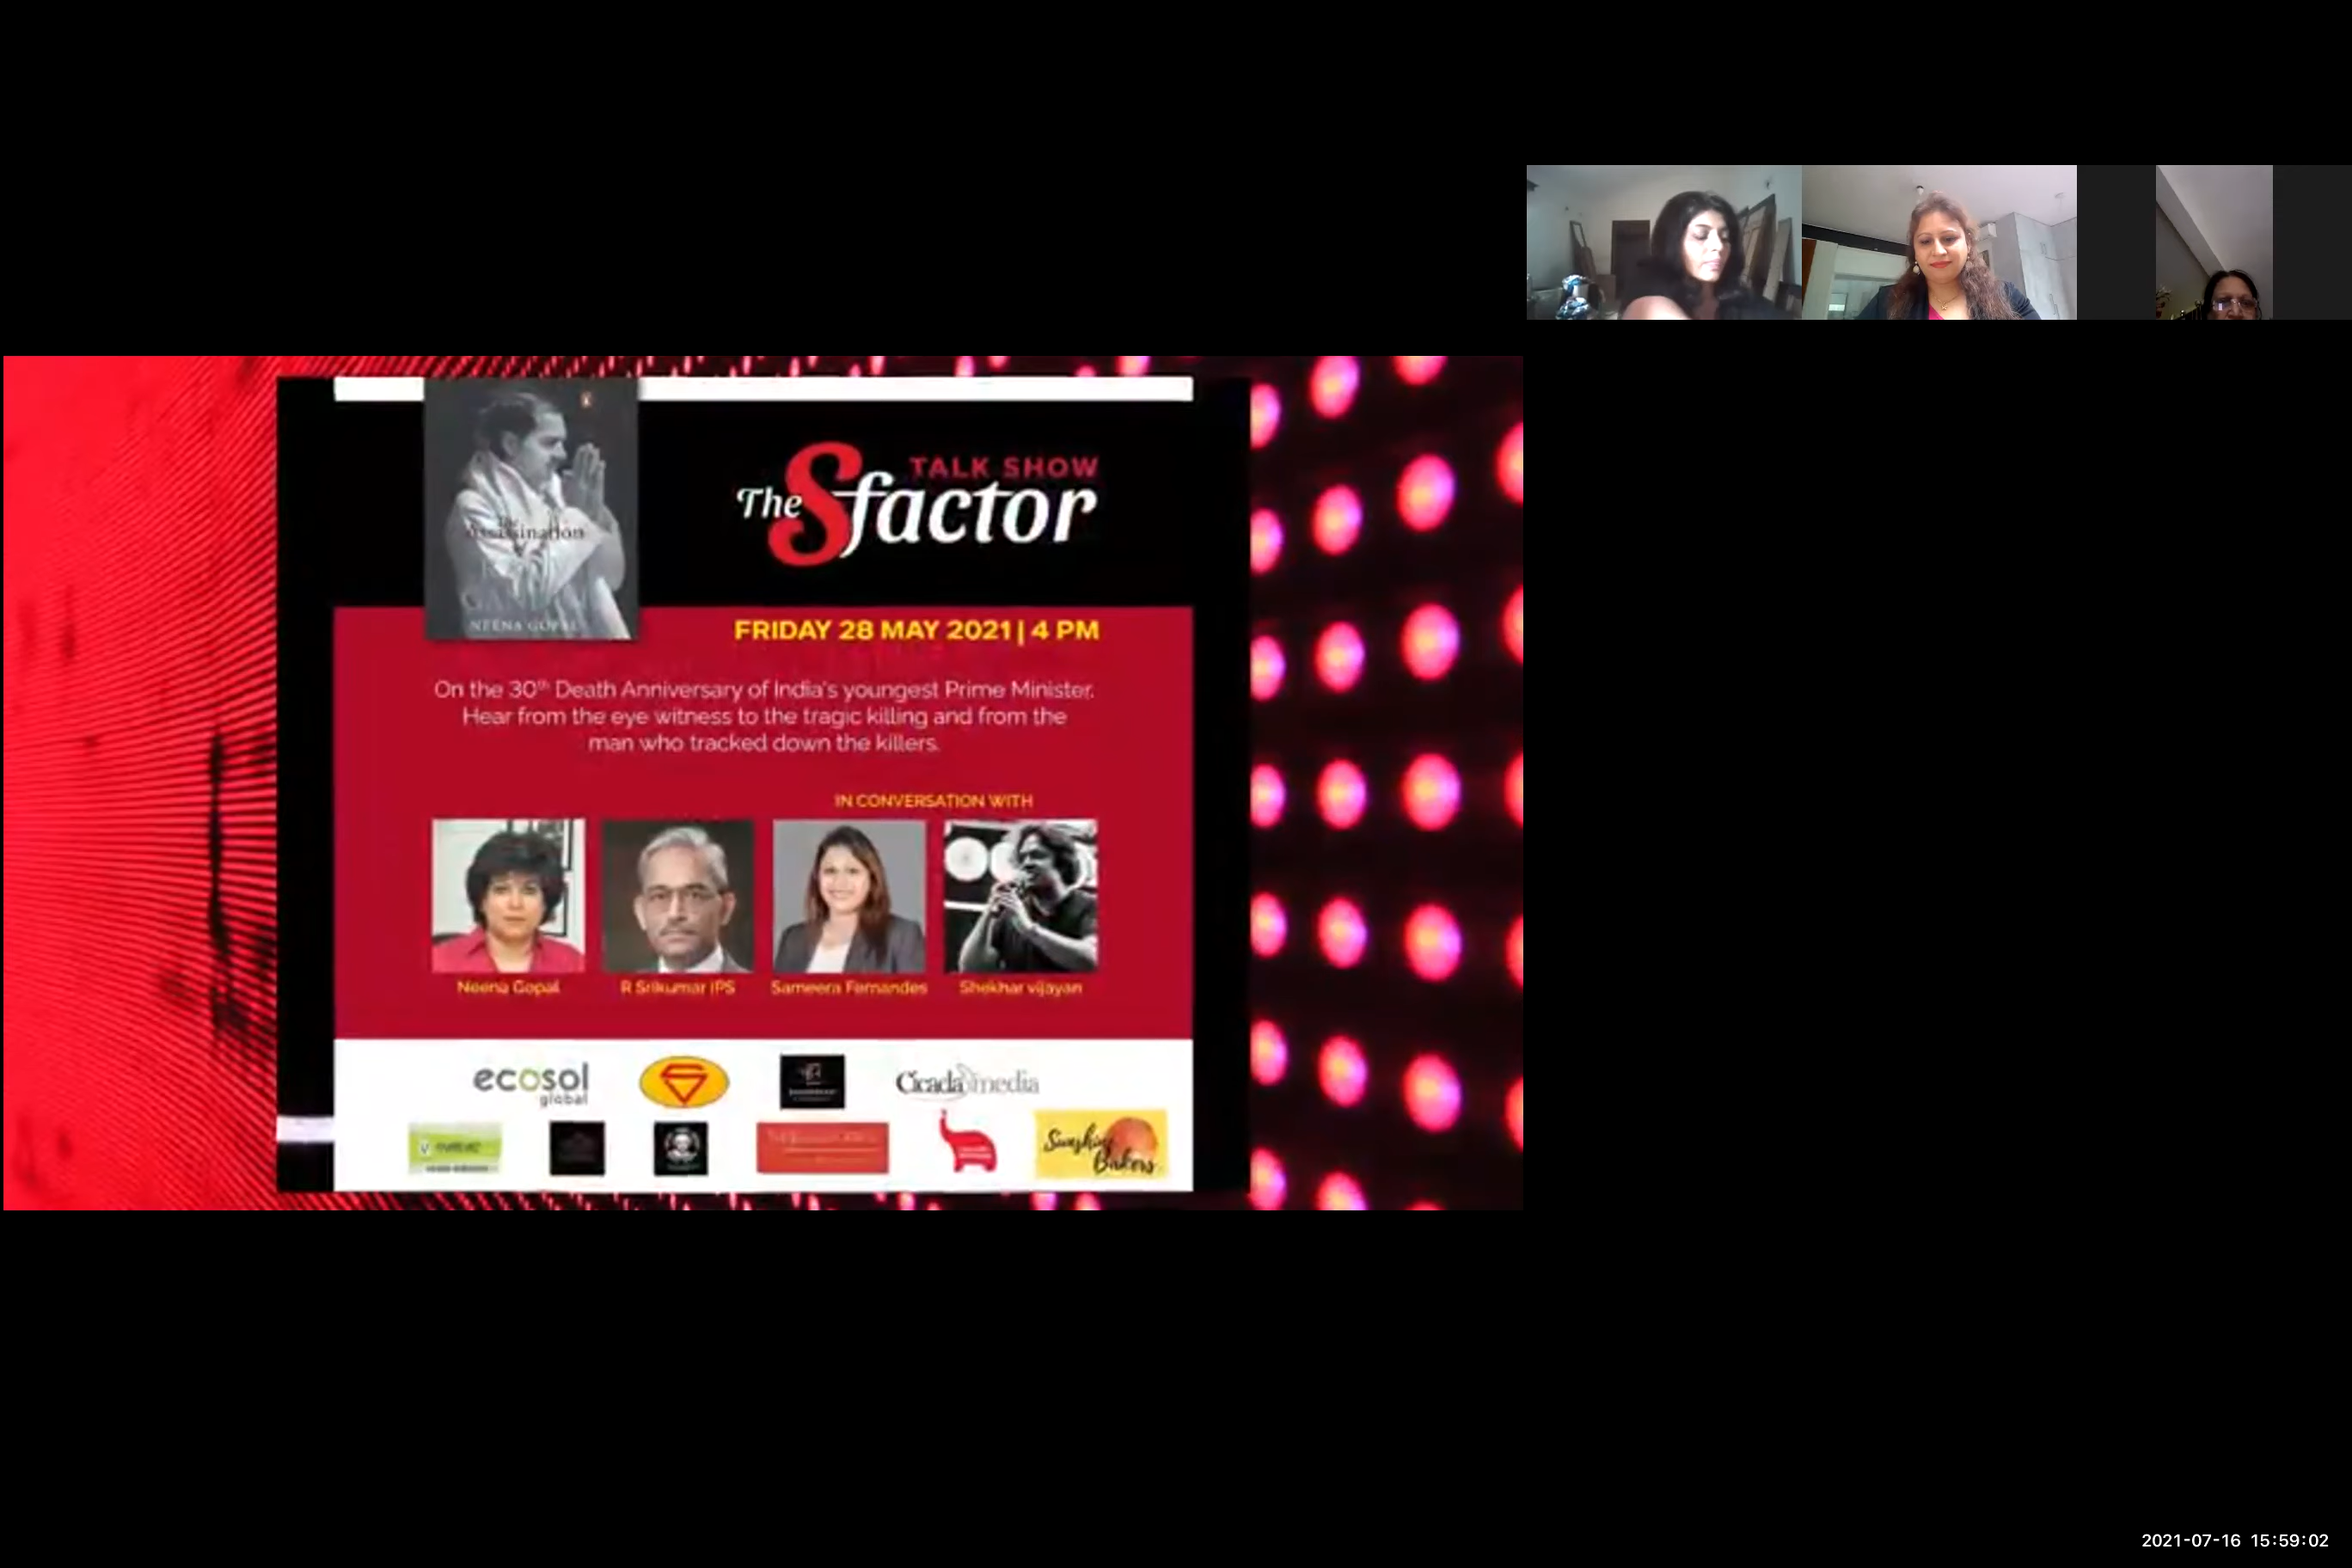 TALK SHOW
The Sfactor
Assassination
NEENA GOPAL
FRIDAY 28 MAY 2021 | 4 PM
On the 30th Death Anniversary of India's youngest Prime Minister.
Hear from the eye witness to the tragic killing and from the
man who tracked down the killers.
IN CONVERSATION WITH
Neena Gopal
R Srikumar IPS
Sameera Fernandes
Shekhar vijayan
ecosol
global
Cicada media
Sunshine
Bakers
2021-07-16 15:59:02